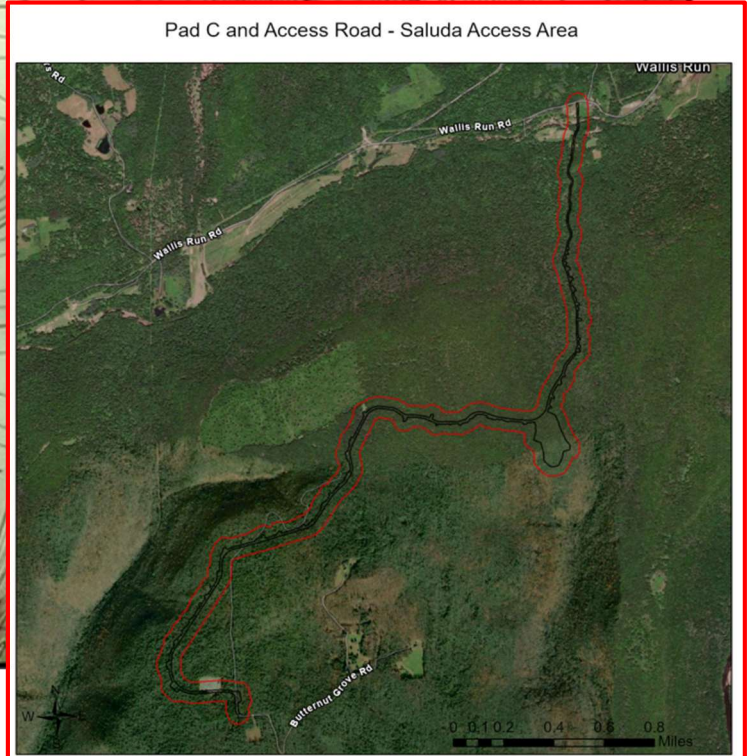 Pad C and Access Road - Saluda Access Area
Wallis Run
Wallis Run Rd
Wallis Run Rd
Butternut Grove Rd
W E
0 0.1 0.2 0.4 0.6 0.8
Miles